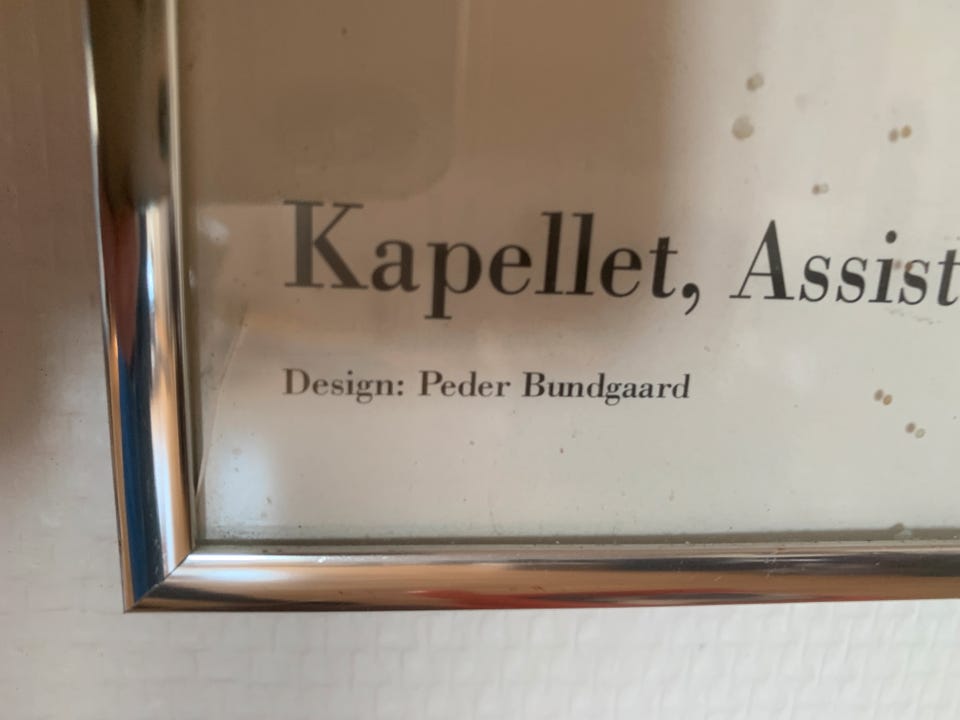 Kapellet, Assist
Design: Peder Bundgaard